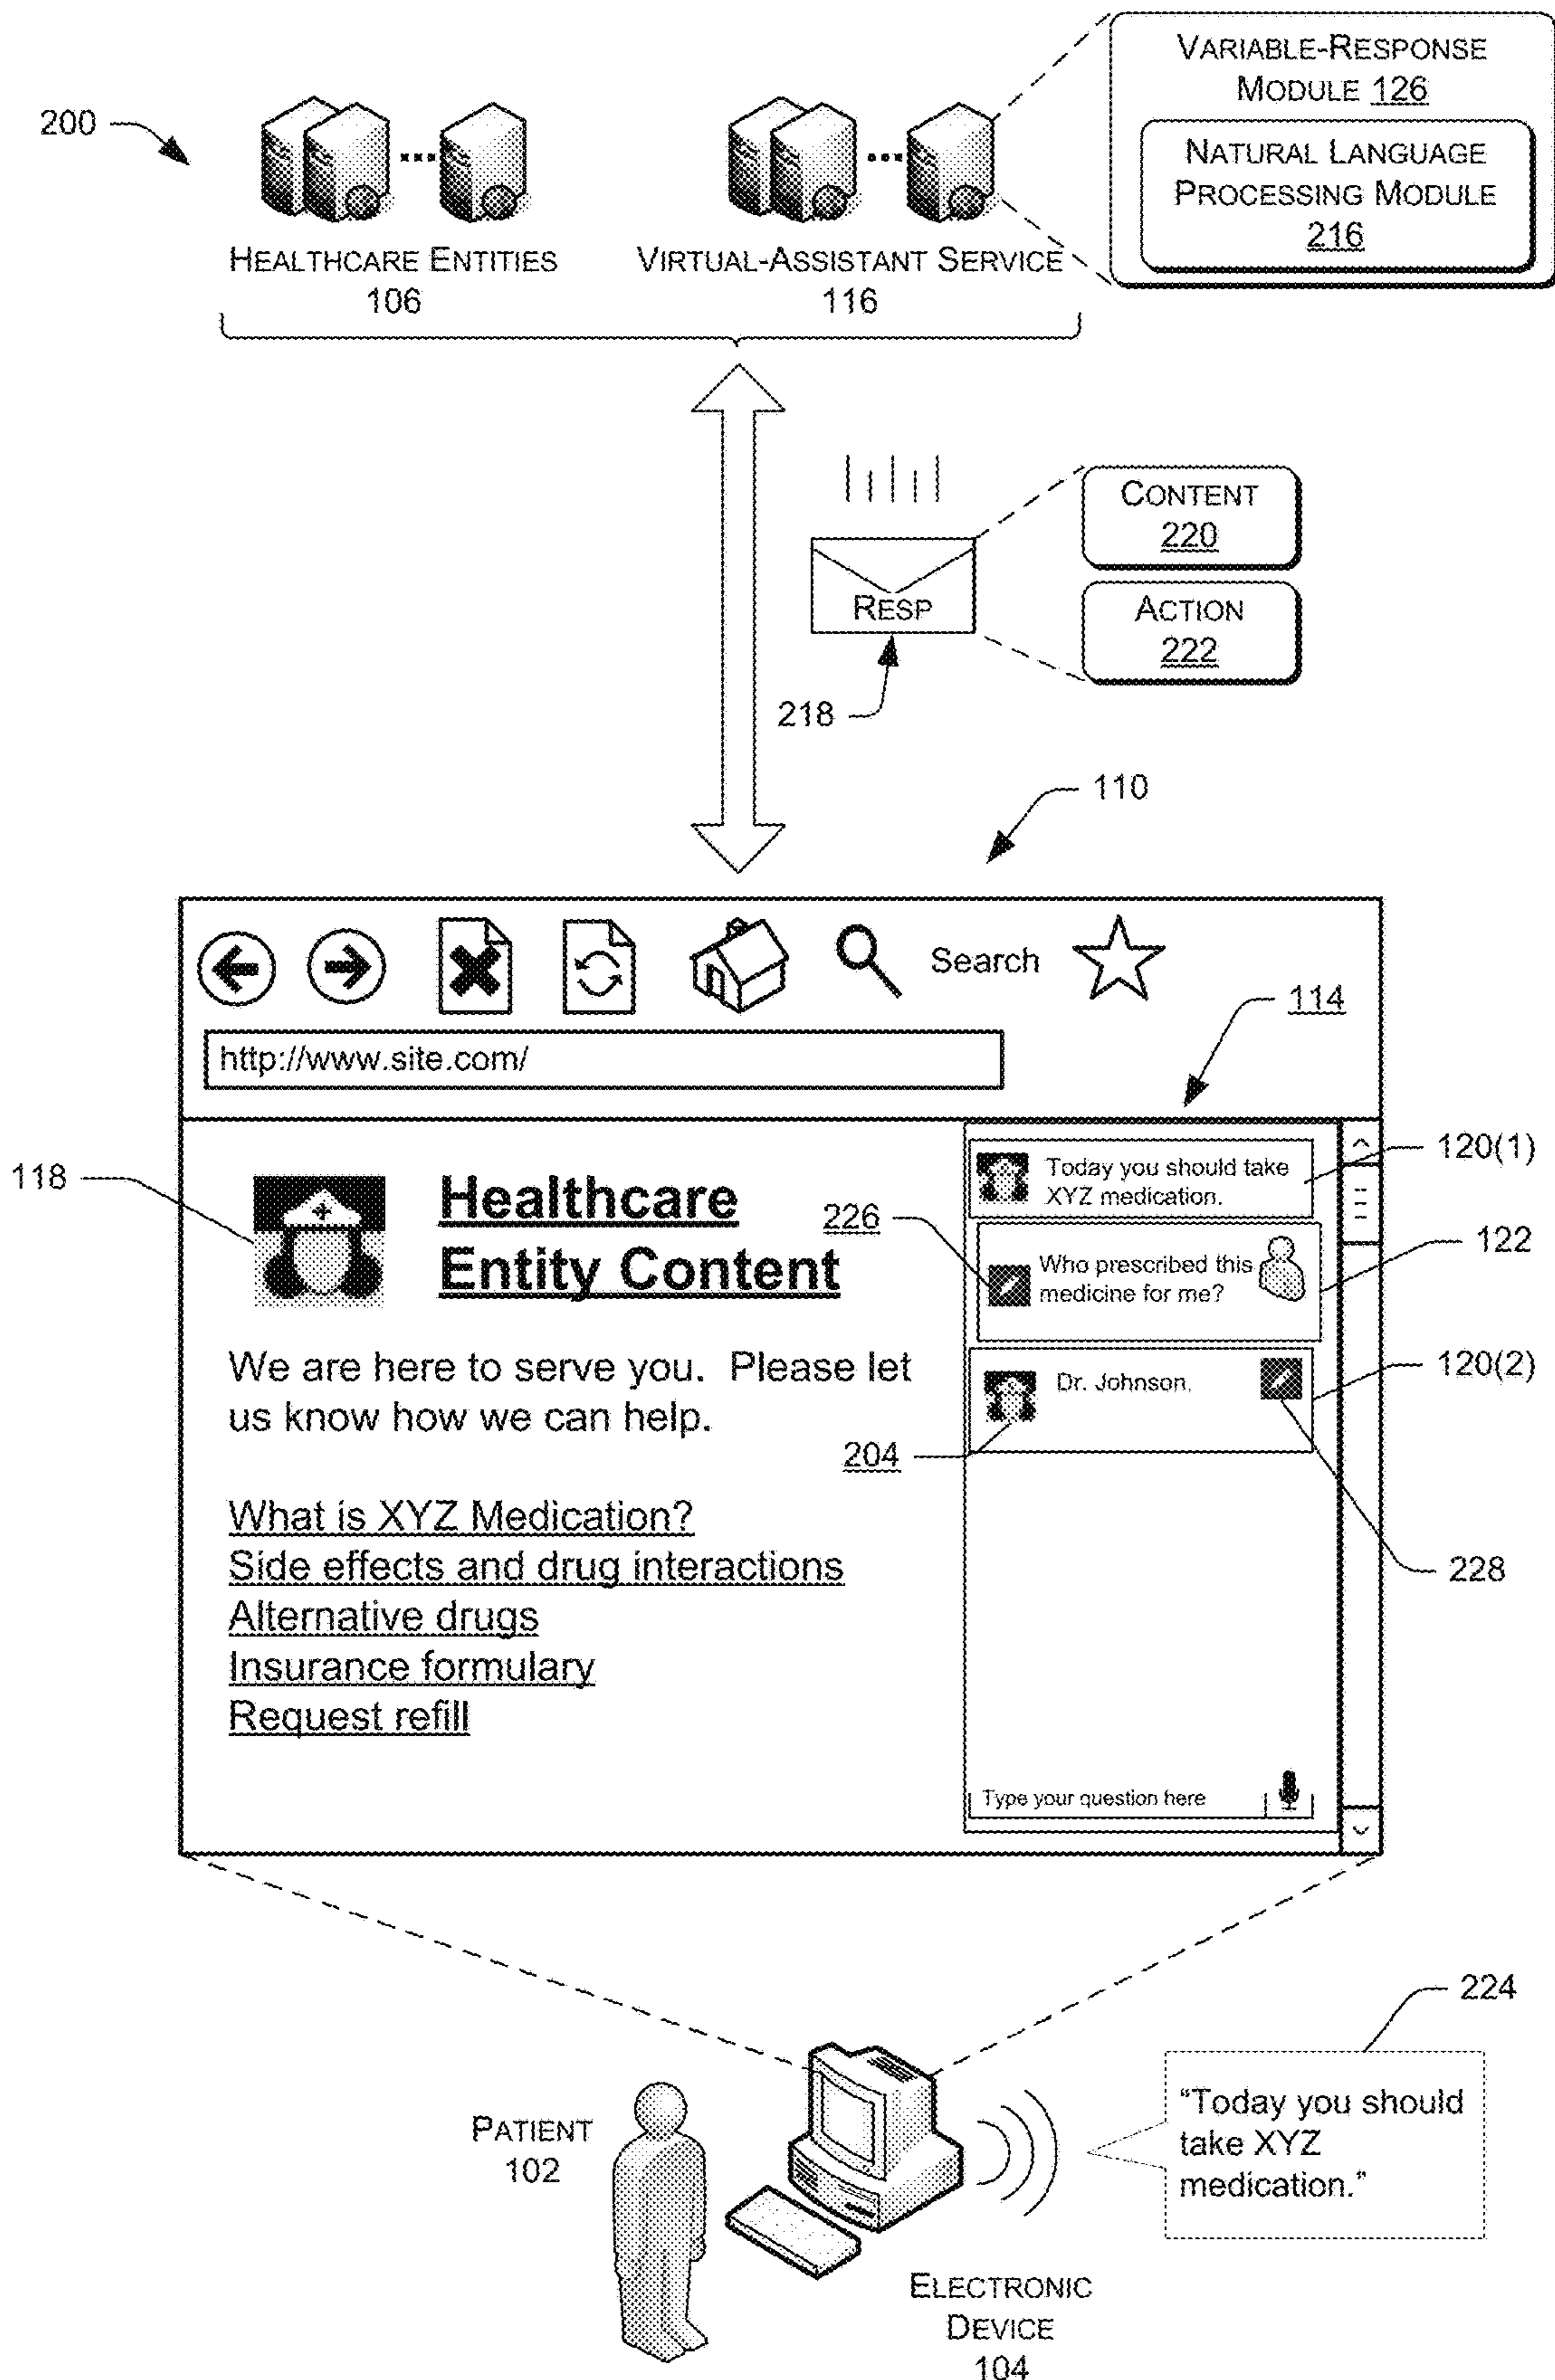 200
HEALTHCARE ENTITIES
106
VIRTUAL-ASSISTANT SERVICE
116
VARIABLE-RESPONSE
MODULE 126
NATURAL LANGUAGE
PROCESSING MODULE
216
CONTENT
220
RESP
ACTION
222
218
110
Search
114
http://www.site.com/
118
Healthcare
Entity Content
We are here to serve you. Please let
us know how we can help.
What is XYZ Medication?
Side effects and drug interactions
Alternative drugs
Insurance formulary
Request refill
Today you should take
XYZ medication.
120(1)
226
Who prescribed this
medicine for me?
122
Dr. Johnson.
120(2)
204
228
Type your question here
224
"Today you should
take XYZ
medication."
PATIENT
102
ELECTRONIC
DEVICE
104